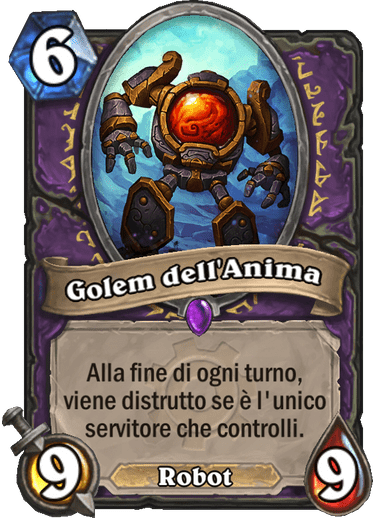 6
Golem dell'Anima
Alla fine di ogni turno,
viene distrutto se è l'unico
servitore che controlli.
9
Robot
9